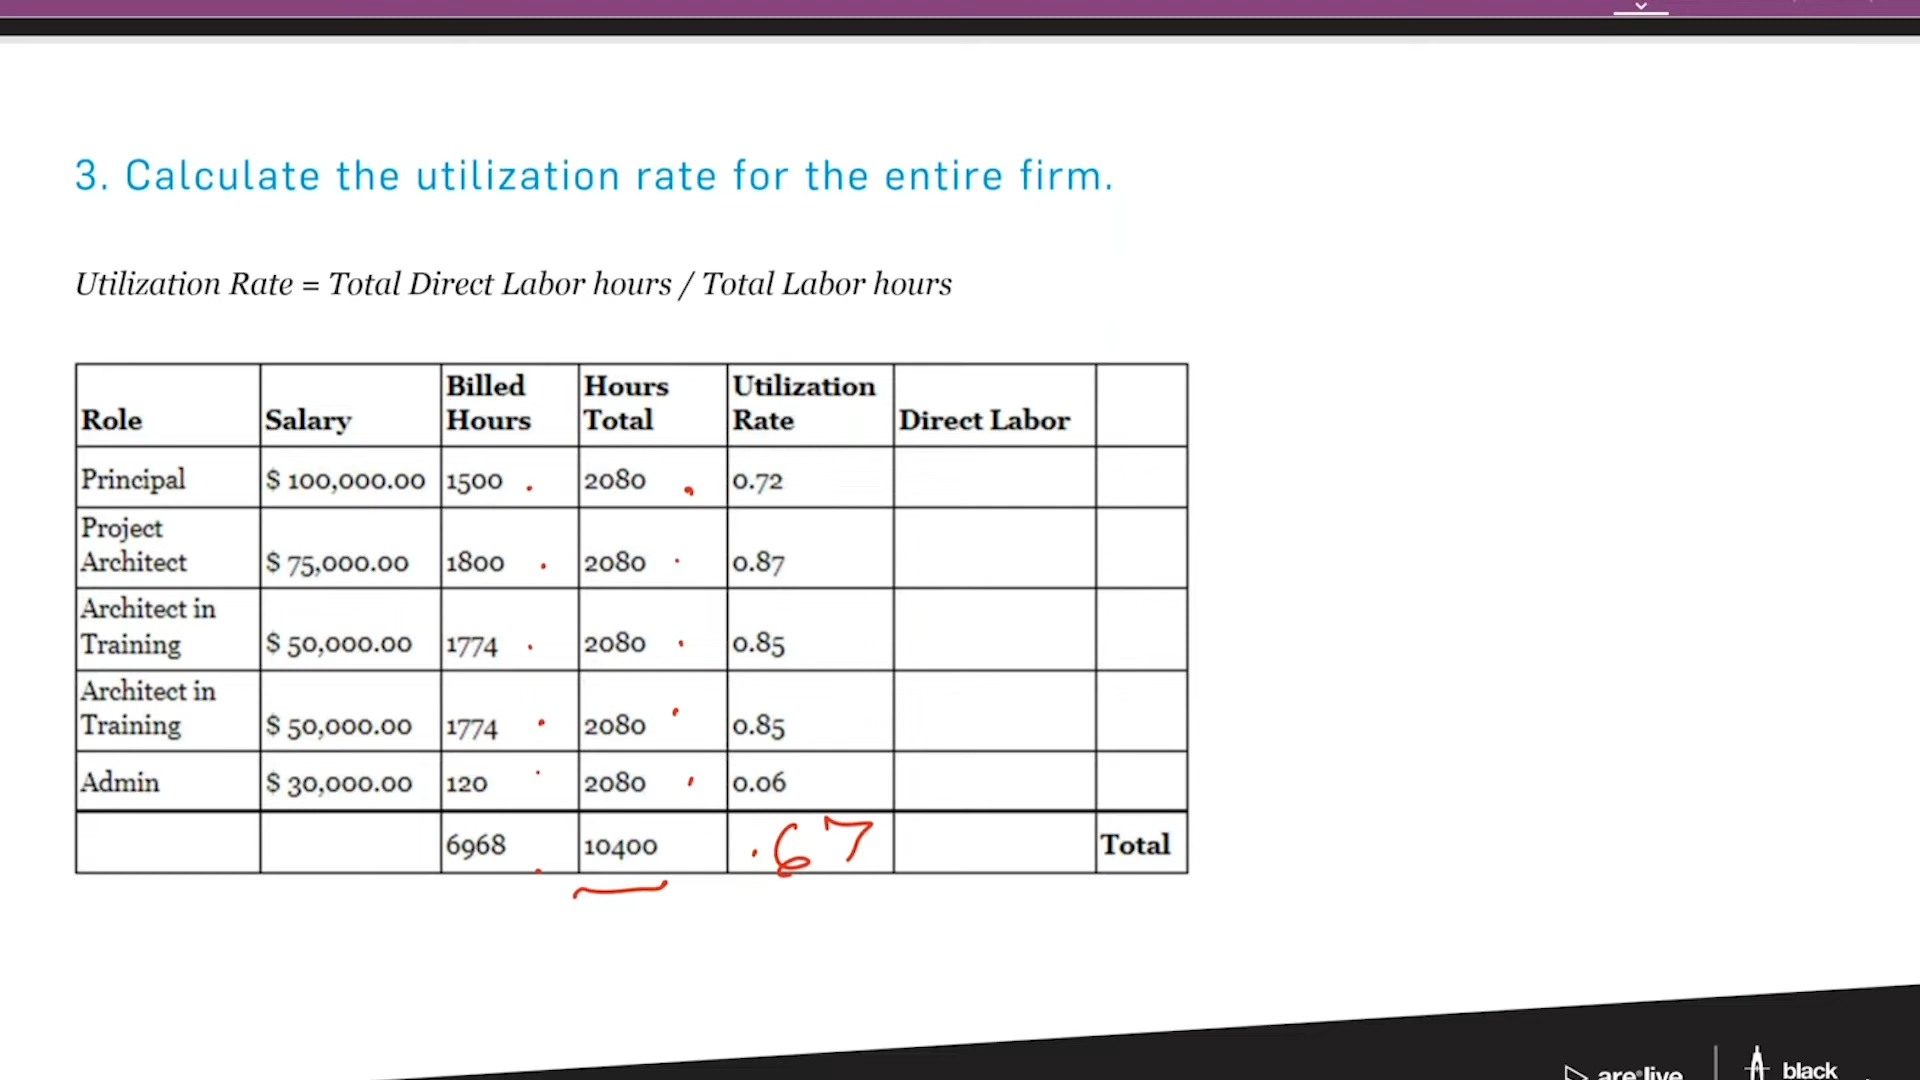 3. Calculate the utilization rate for the entire firm.
Utilization Rate = Total Direct Labor hours / Total Labor hours
Role Salary Billed Hours Hours Total Utilization Rate Direct Labor
Principal $ 100,000.00 1500 2080 0.72
Project Architect $ 75,000.00 1800 2080 0.87
Architect in Training $ 50,000.00 1774 2080 0.85
Architect in Training $ 50,000.00 1774 2080 0.85
Admin $ 30,000.00 120 2080 0.06
6968 10400 .67 Total
are live black